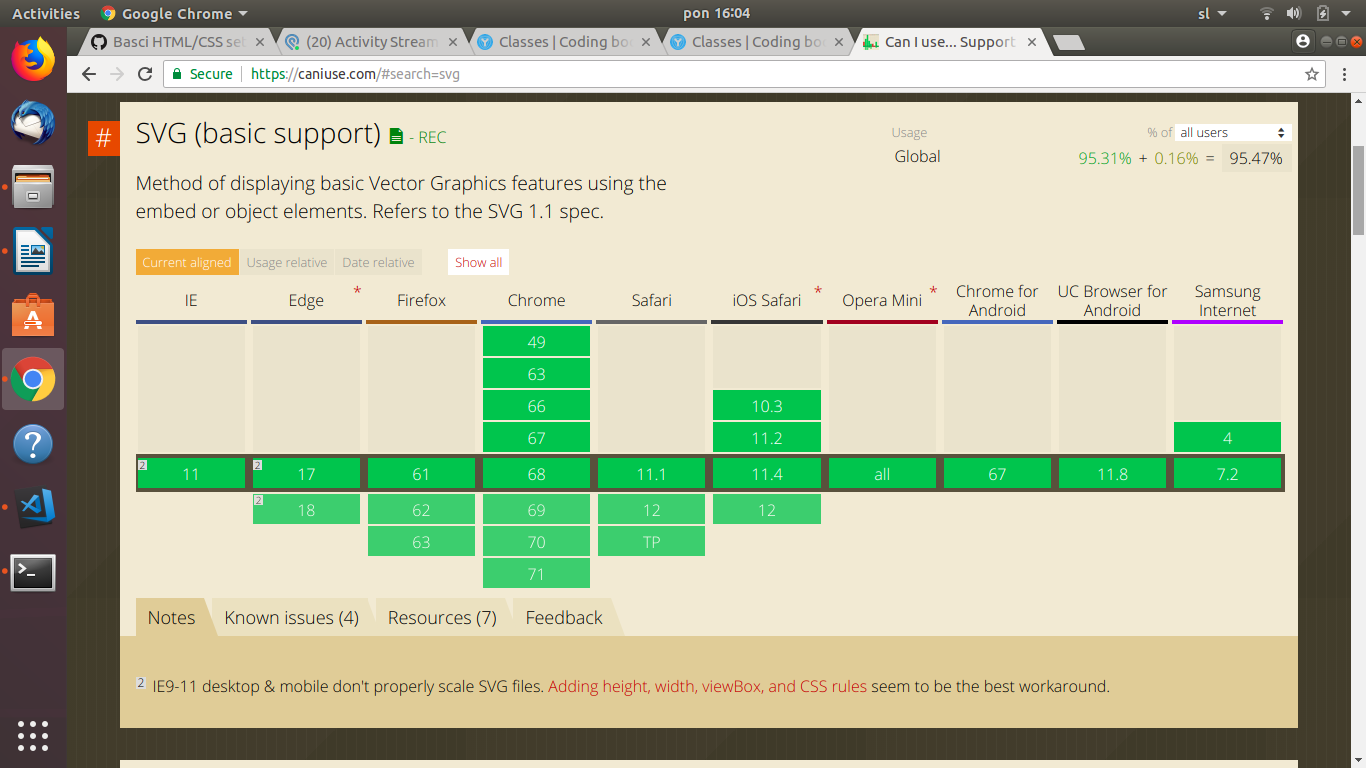 Activities Google Chrome pon 16:04 sl
Basci HTML/CSS set
(20) Activity Stream
Classes | Coding boo
Classes | Coding boo
Can I use... Support
Secure https://caniuse.com/#search=svg
# SVG (basic support) - REC
Usage % of all users
Global 95.31% + 0.16% = 95.47%
Method of displaying basic Vector Graphics features using the
embed or object elements. Refers to the SVG 1.1 spec.
Current aligned Usage relative Date relative Show all
IE Edge * Firefox Chrome Safari iOS Safari * Opera Mini * Chrome for Android UC Browser for Android Samsung Internet
49
63
66 10.3
67 11.2 4
2 11 2 17 61 68 11.1 11.4 all 67 11.8 7.2
2 18 62 69 12 12
63 70 TP
71
Notes Known issues (4) Resources (7) Feedback
2 IE9-11 desktop & mobile don't properly scale SVG files. Adding height, width, viewBox, and CSS rules seem to be the best workaround.